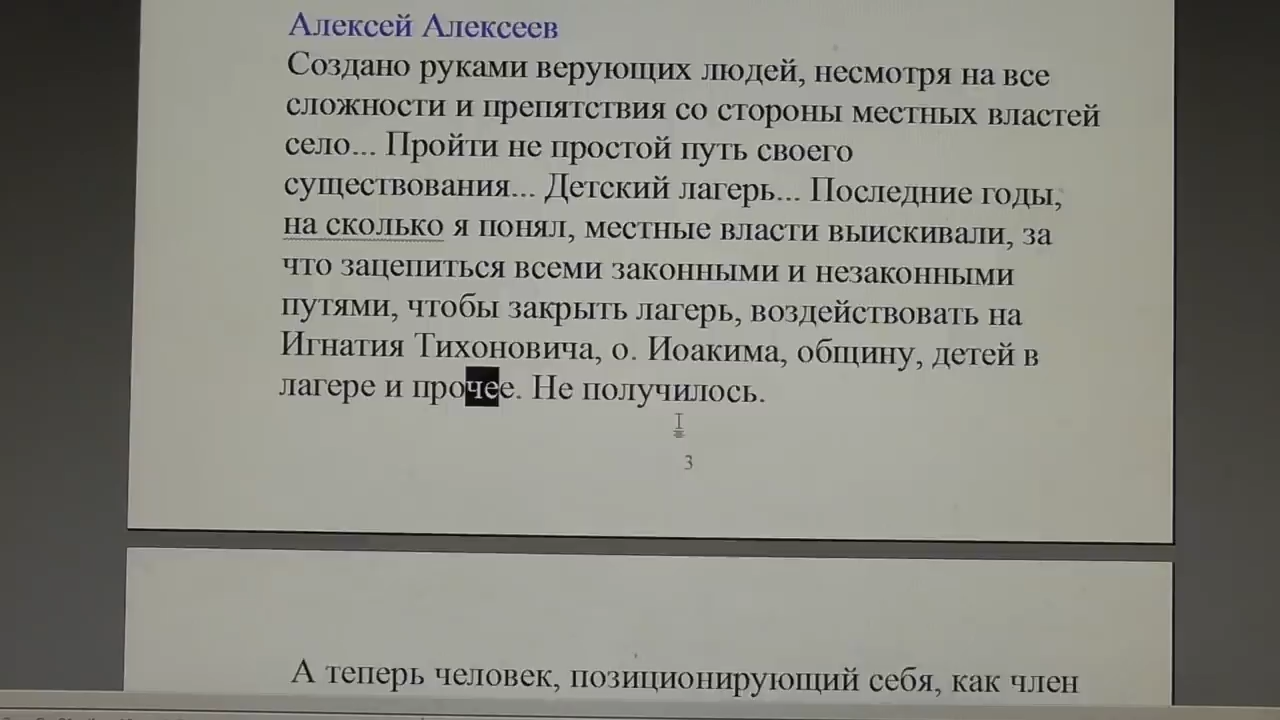 Алексей Алексеев
Создано руками верующих людей, несмотря на все
сложности и препятствия со стороны местных властей
село... Пройти не простой путь своего
существования... Детский лагерь... Последние годы,
на сколько я понял, местные власти выискивали, за
что зацепиться всеми законными и незаконными
путями, чтобы закрыть лагерь, воздействовать на
Игнатия Тихоновича, о. Иоакима, общину, детей в
лагере и прочее. Не получилось.
3
А теперь человек, позиционирующий себя, как член